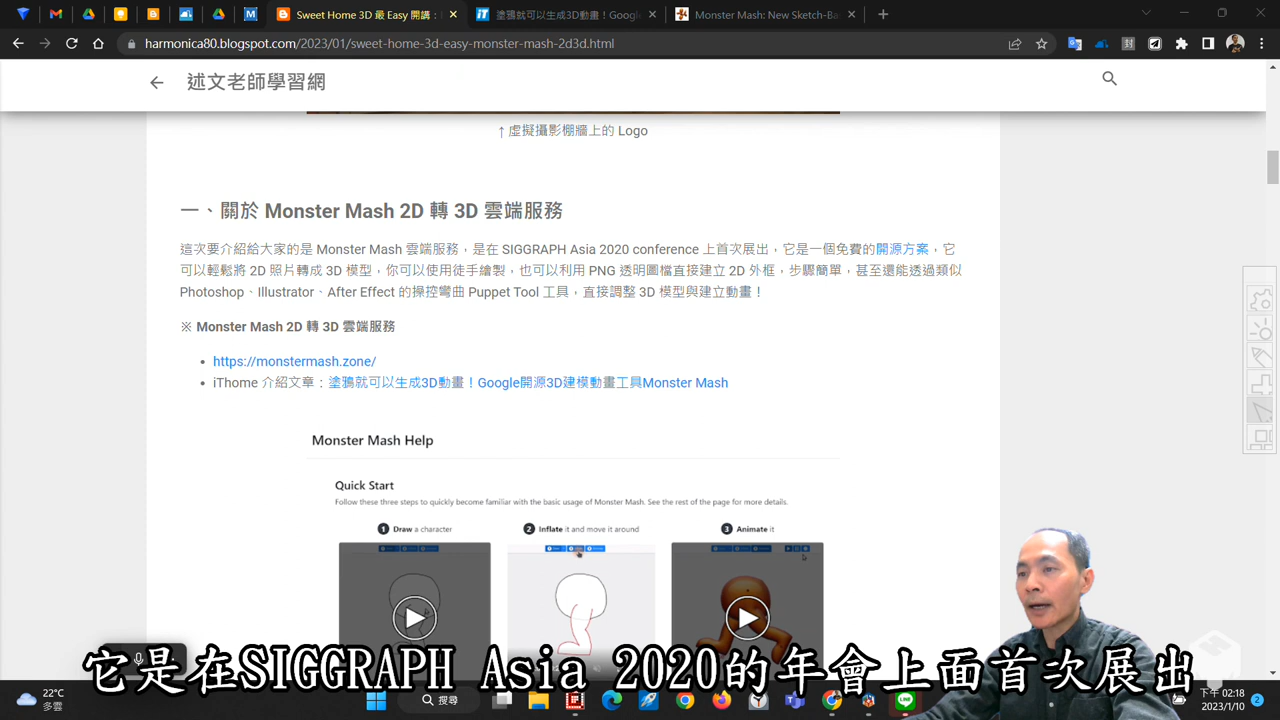 Sweet Home 3D 最 Easy 開講：
塗鴉就可以生成3D動畫！Googl
Monster Mash: New Sketch-Ba
harmonica80.blogspot.com/2023/01/sweet-home-3d-easy-monster-mash-2d3d.html
述文老師學習網
↑ 虛擬攝影棚牆上的 Logo
一、關於 Monster Mash 2D 轉 3D 雲端服務
這次要介紹給大家的是 Monster Mash 雲端服務，是在 SIGGRAPH Asia 2020 conference 上首次展出，它是一個免費的開源方案，它
可以輕鬆將 2D 照片轉成 3D 模型，你可以使用徒手繪製，也可以利用 PNG 透明圖檔直接建立 2D 外框，步驟簡單，甚至還能透過類似
Photoshop、Illustrator、After Effect 的操控彎曲 Puppet Tool 工具，直接調整 3D 模型與建立動畫！
※ Monster Mash 2D 轉 3D 雲端服務
https://monstermash.zone/
iThome 介紹文章：塗鴉就可以生成3D動畫！Google開源3D建模動畫工具Monster Mash
Monster Mash Help
Quick Start
Follow these three steps to quickly become familiar with the basic usage of Monster Mash. See the rest of the page for more details.
1 Draw a character
2 Inflate it and move it around
3 Animate it
它是在SIGGRAPH Asia 2020的年會上面首次展出
22°C
多雲
搜尋
下午 02:18
2023/1/10
2